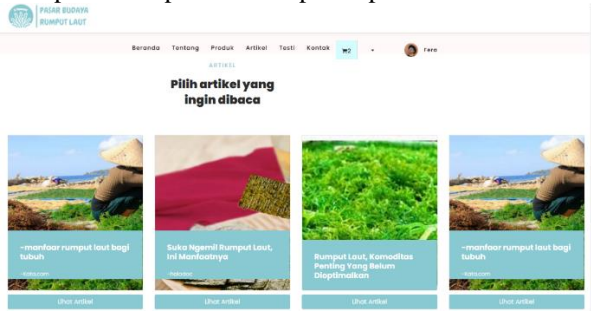 PASAR BUDAYA
RUMPUT LAUT
Beranda Tentang Produk Artikel Testi Kontak
Fara
ARTIKEL
Pilih artikel yang
ingin dibaca
-manfaar rumput laut bagi
tubuh
Suka Ngemil Rumput Laut,
Ini Manfaatnya
Rumput Laut, Komoditas
Penting Yang Belum
Dioptimalkan
-manfaar rumput laut bagi
tubuh
Lihat Artikel
Lihat Artikel
Lihat Artikel
Lihat Artikel